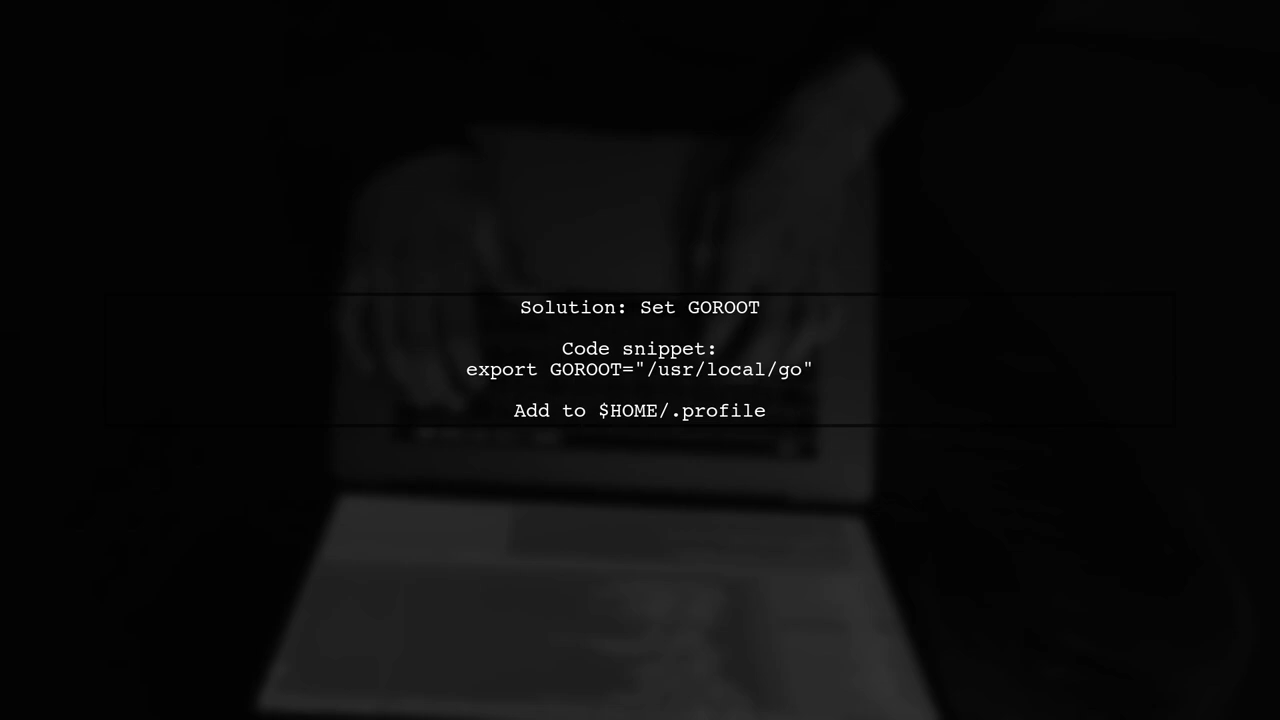 Solution: Set GOROOT
Code snippet:
export GOROOT="/usr/local/go"
Add to $HOME/.profile